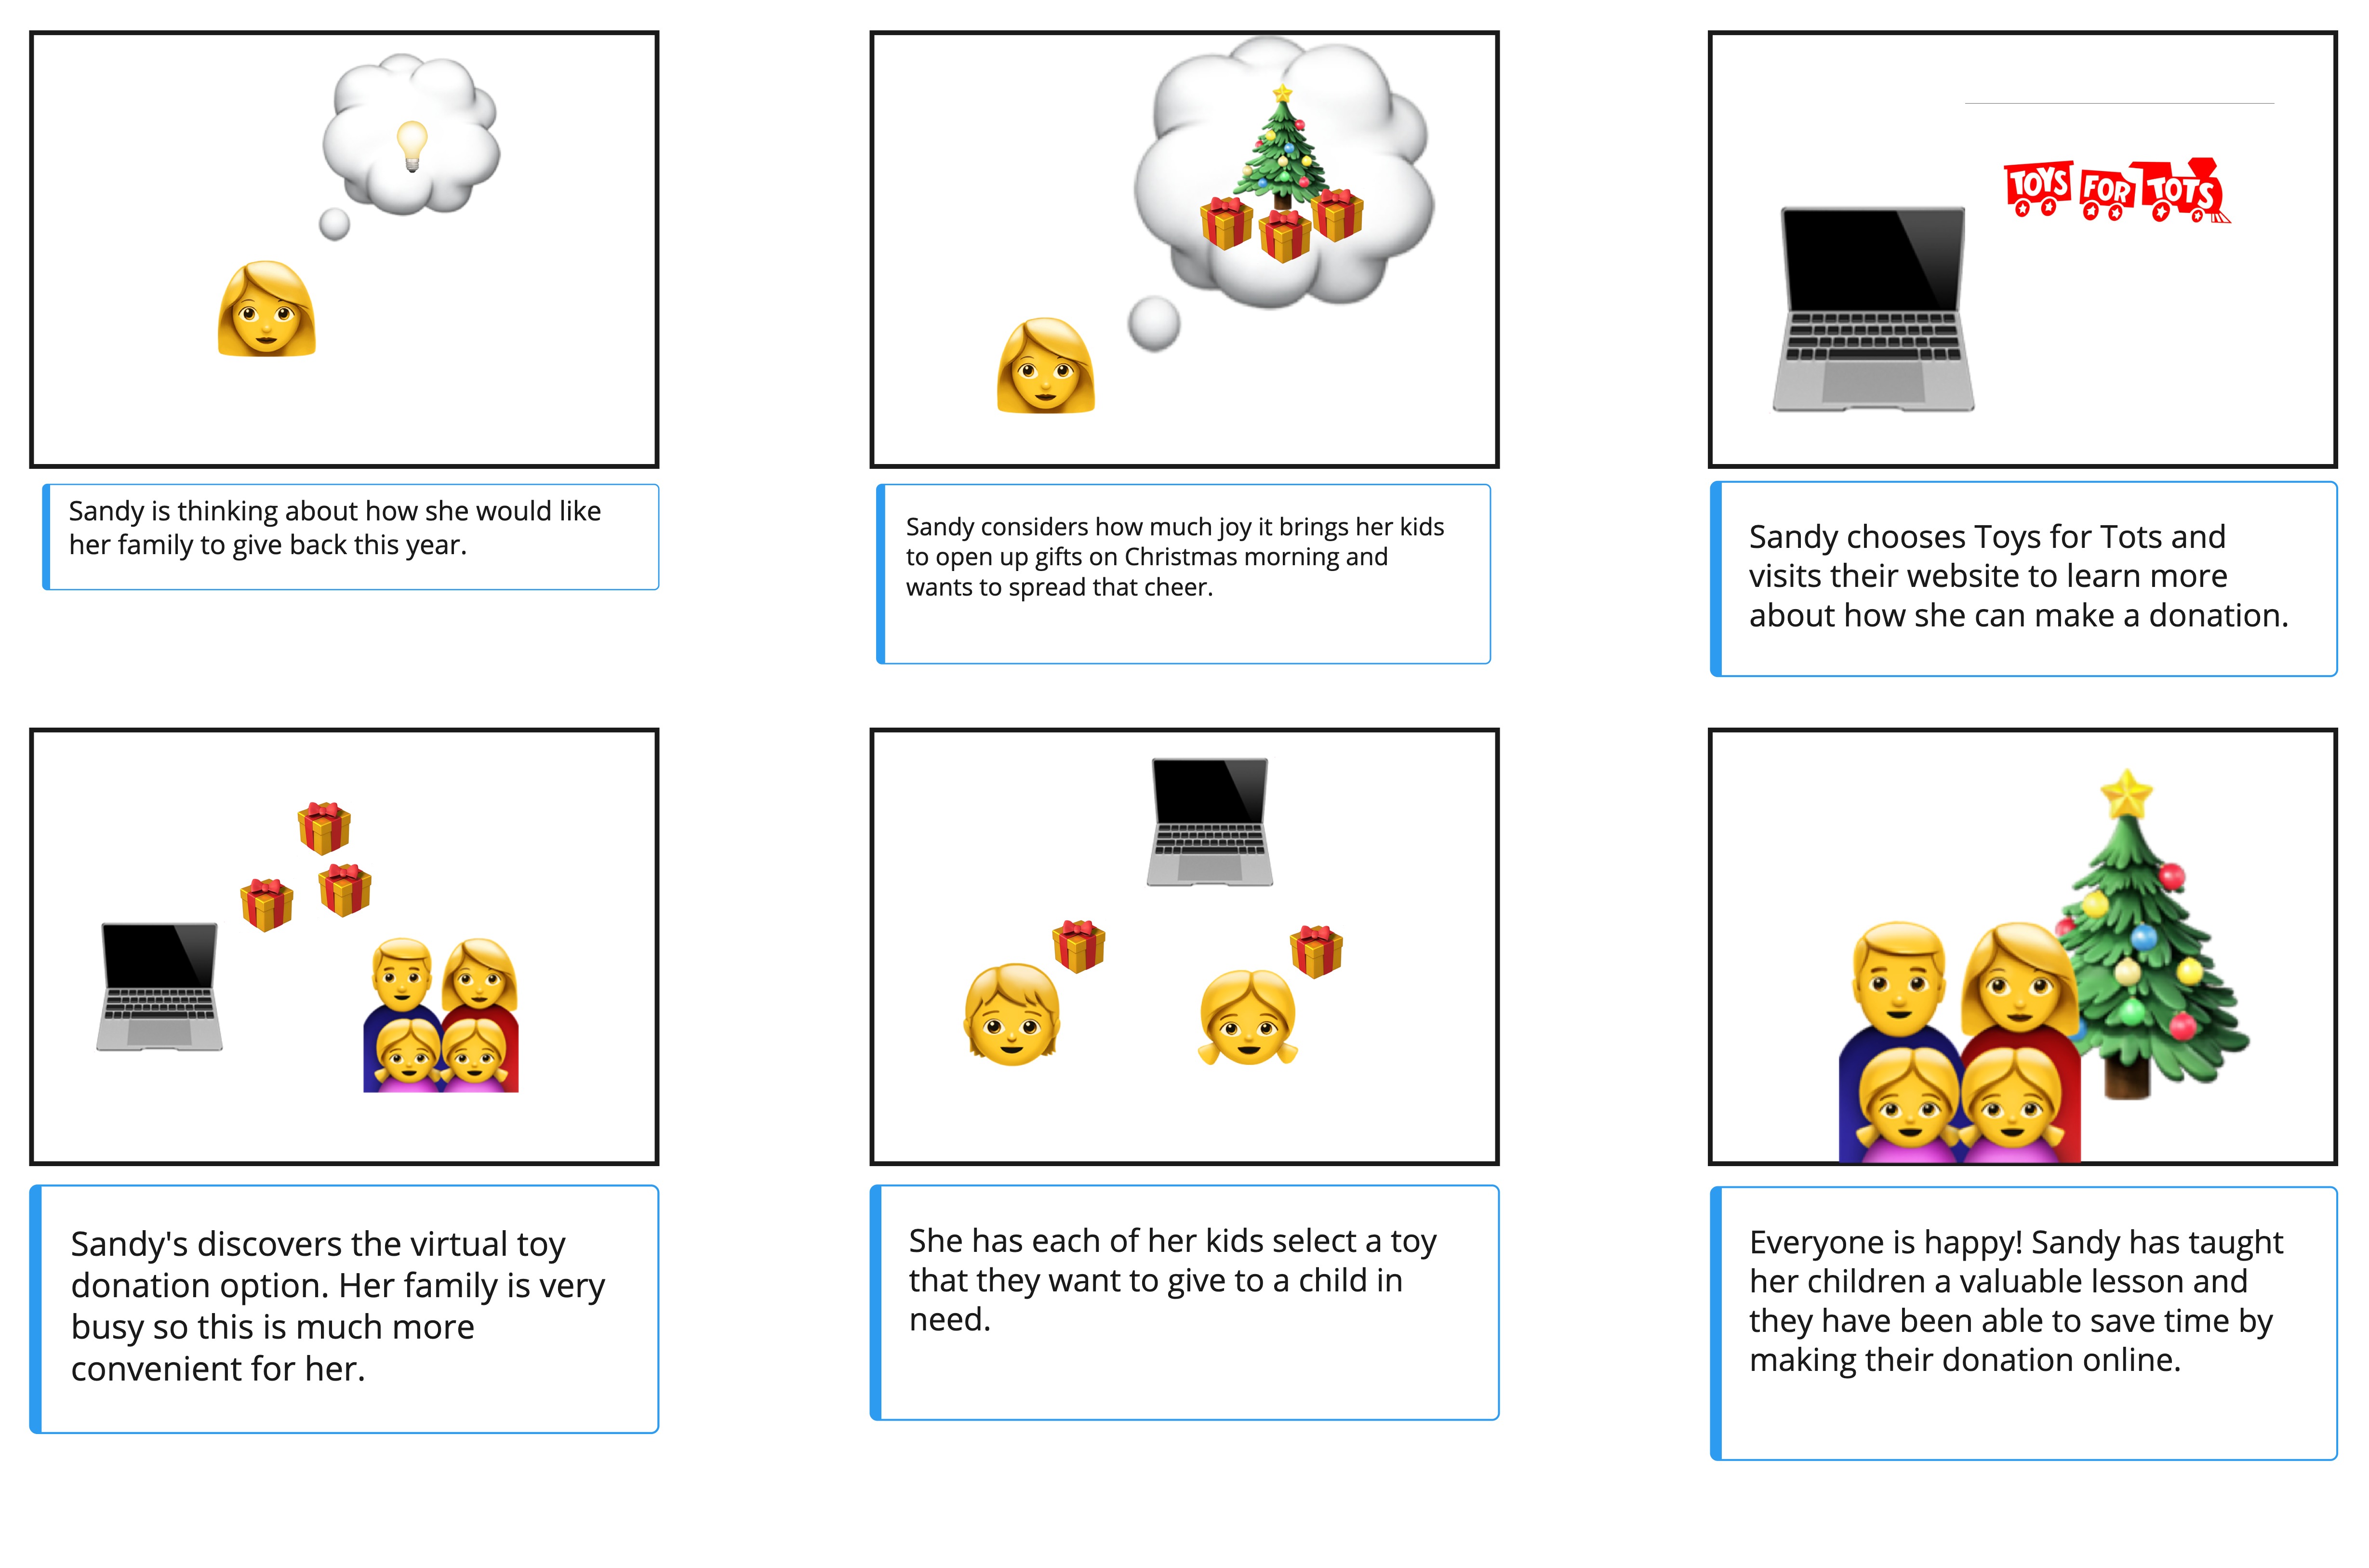 TOYS FOR TOTS
Sandy is thinking about how she would like
her family to give back this year.
Sandy considers how much joy it brings her kids
to open up gifts on Christmas morning and
wants to spread that cheer.
Sandy chooses Toys for Tots and
visits their website to learn more
about how she can make a donation.
Sandy's discovers the virtual toy
donation option. Her family is very
busy so this is much more
convenient for her.
She has each of her kids select a toy
that they want to give to a child in
need.
Everyone is happy! Sandy has taught
her children a valuable lesson and
they have been able to save time by
making their donation online.